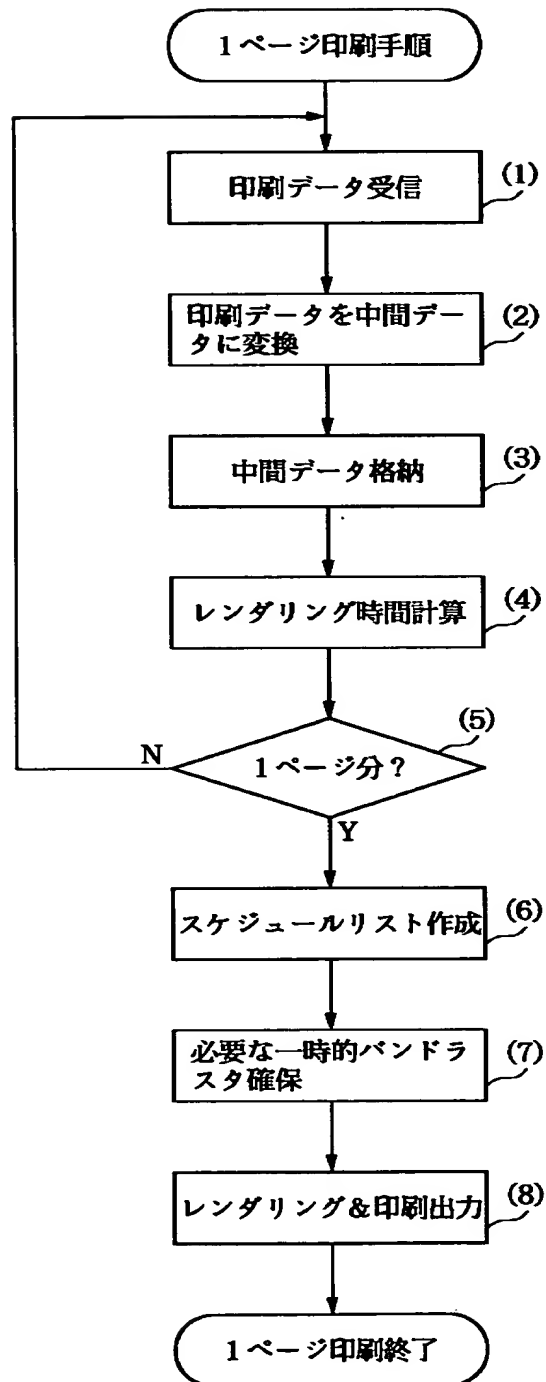 1ページ印刷手順
印刷データ受信
(1)
印刷データを中間デー
タに変換
(2)
中間データ格納
(3)
レンダリング時間計算
(4)
(5)
N
1ページ分？
Y
スケジュールリスト作成
(6)
必要な一時的バンドラ
スタ確保
(7)
レンダリング&印刷出力
(8)
1ページ印刷終了